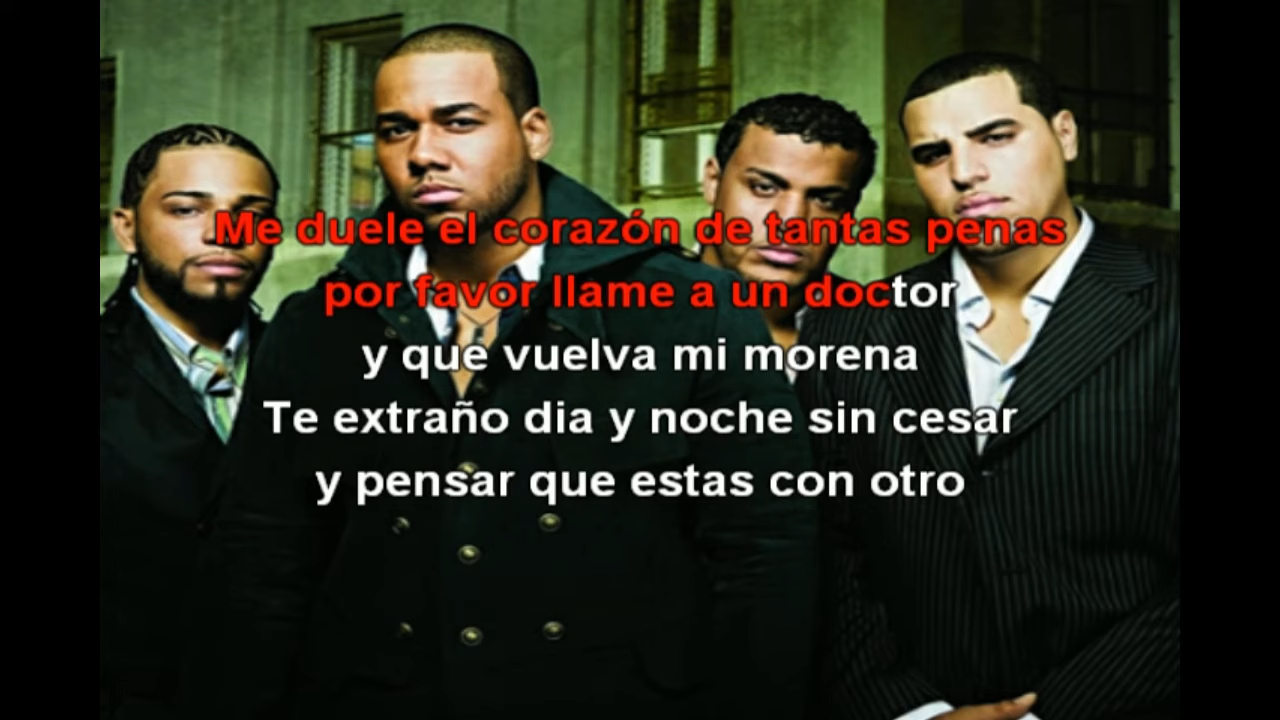 Me duele el corazón de tantas penas
por favor llame a un doctor
y que vuelva mi morena
Te extraño dia y noche sin cesar
y pensar que estas con otro